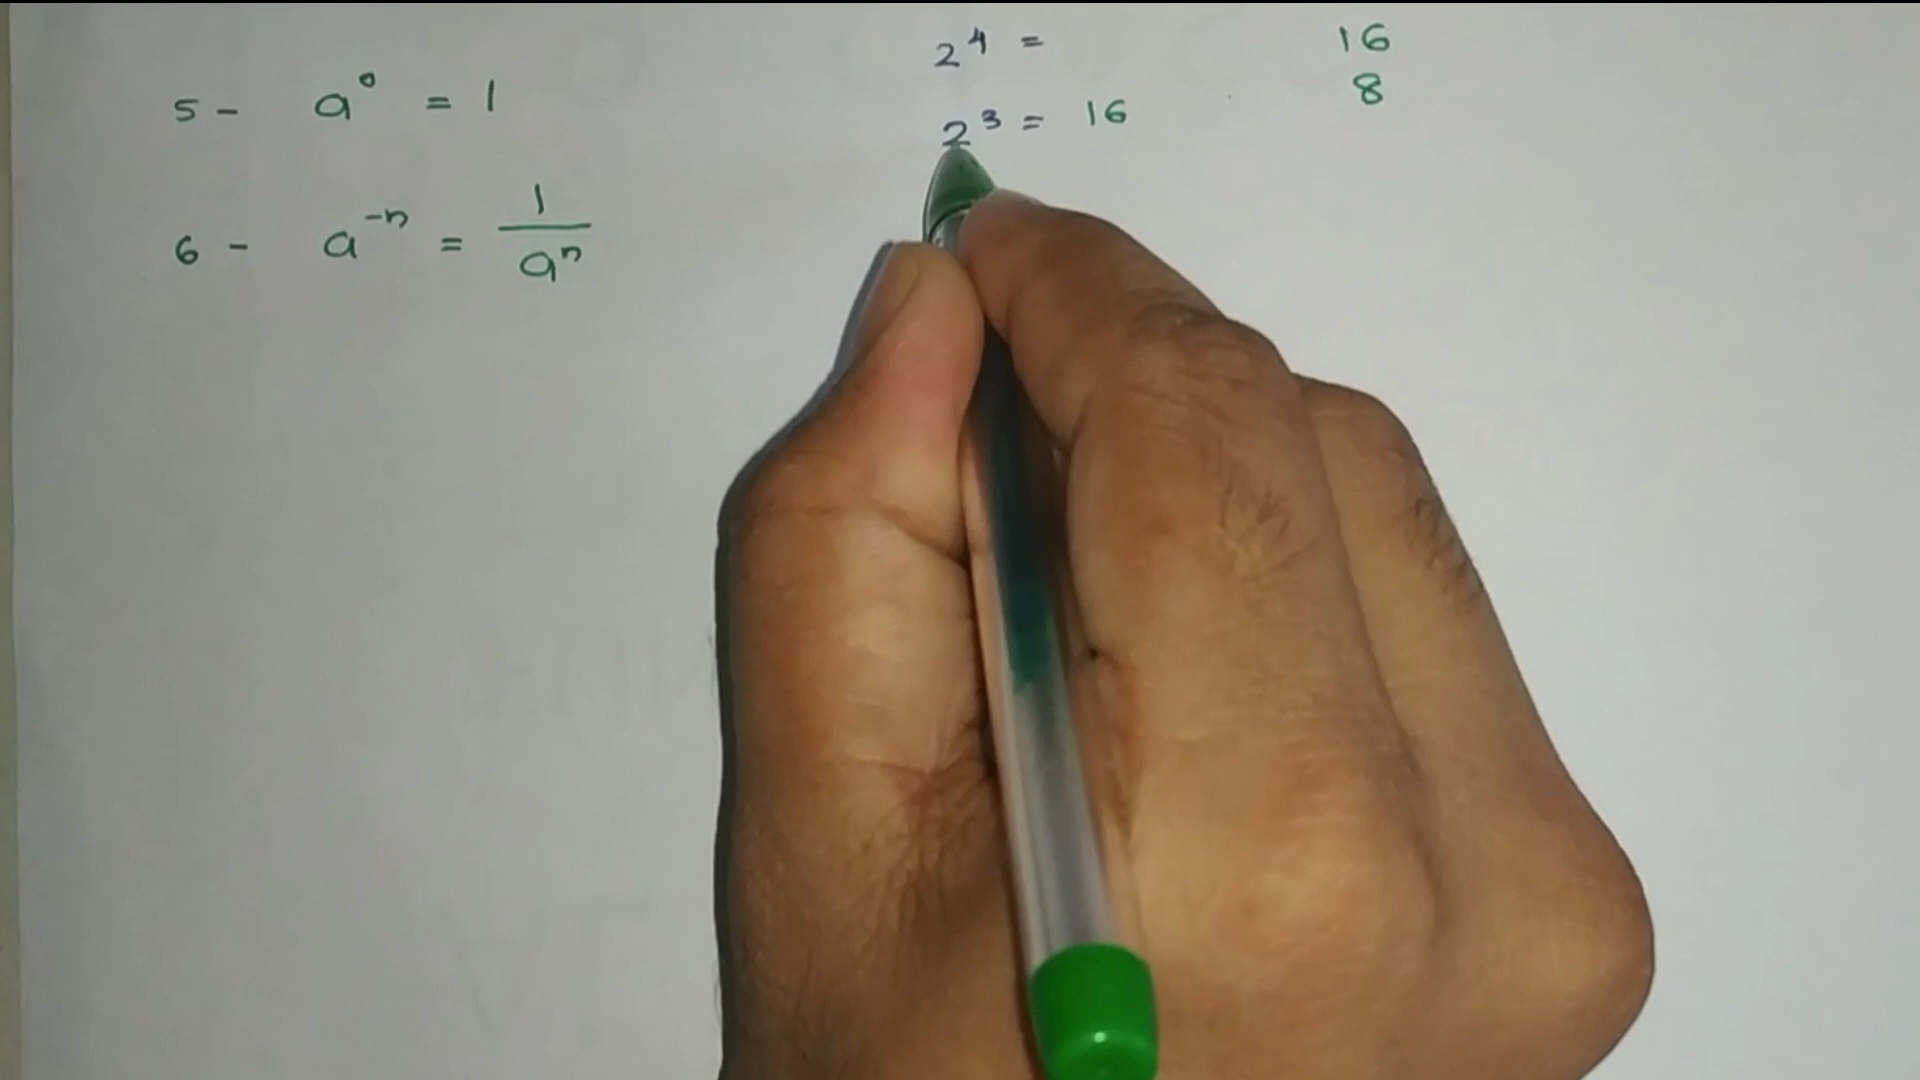 2⁴ = 16
5 - a⁰ = 1
8
2³ = 16
6 - a⁻ⁿ = 1/aⁿ